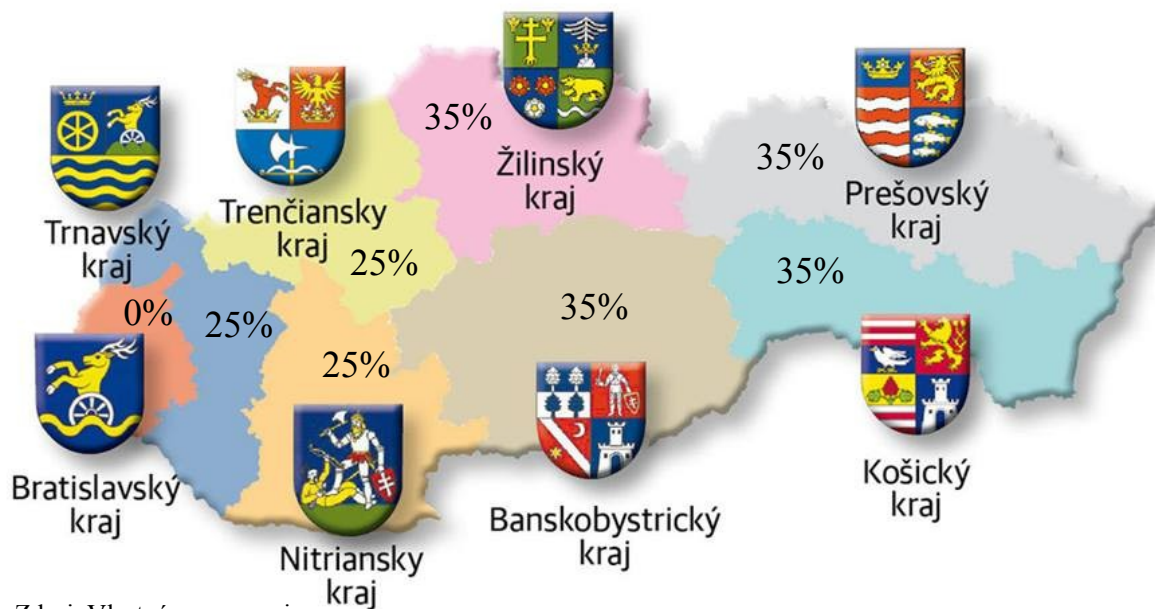 35%
Žilinský
kraj
35%
Prešovský
kraj
Trnavský
kraj
Trenčiansky
kraj
25%
35%
0%
25%
35%
25%
Bratislavský
kraj
Nitriansky
kraj
Banskobystrický
kraj
Košický
kraj